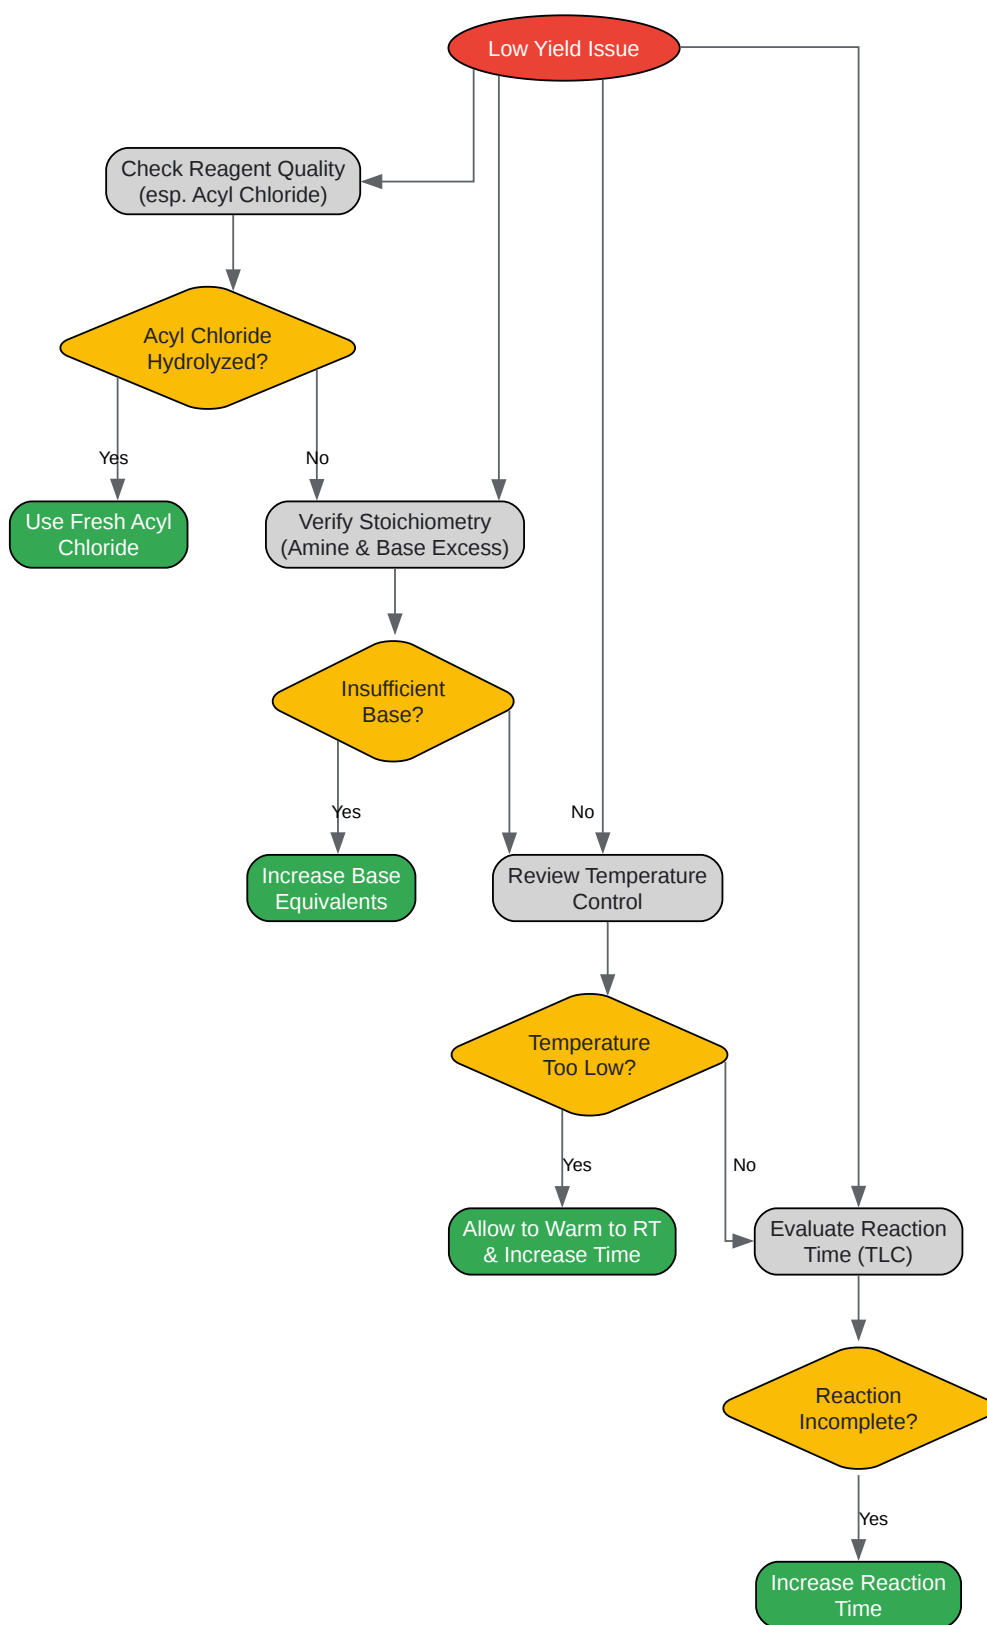 Low Yield Issue
Check Reagent Quality
(esp. Acyl Chloride)
Acyl Chloride
Hydrolyzed?
Yes
No
Use Fresh Acyl
Chloride
Verify Stoichiometry
(Amine & Base Excess)
Insufficient
Base?
Yes
No
Increase Base
Equivalents
Review Temperature
Control
Temperature
Too Low?
Yes
No
Allow to Warm to RT
& Increase Time
Evaluate Reaction
Time (TLC)
Reaction
Incomplete?
Yes
Increase Reaction
Time